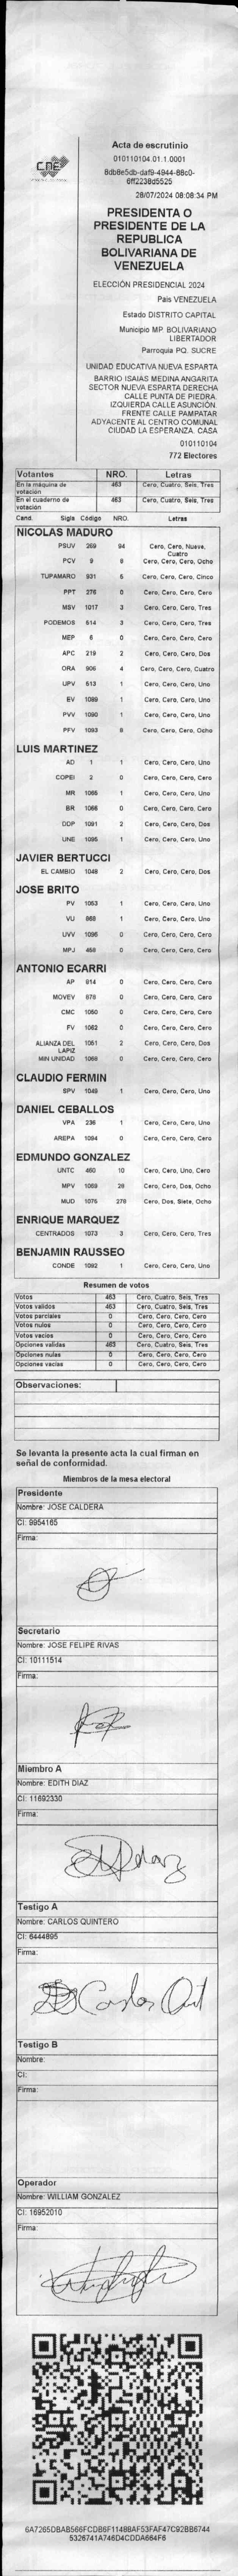 Acta de escrutinio
010110104.01.1.0001
8db8e5db-daf9-4944-88c0-
6ff2238d5525
28/07/2024 08:08:34 PM
PRESIDENTA O
PRESIDENTE DE LA
REPUBLICA
BOLIVARIANA DE
VENEZUELA
CNE
ELECCIÓN PRESIDENCIAL 2024
Pais VENEZUELA
Estado DISTRITO CAPITAL
Municipio MP. BOLIVARIANO
LIBERTADOR
Parroquia PQ. SUCRE
UNIDAD EDUCATIVA NUEVA ESPARTA
BARRIO ISAÍAS MEDINA ANGARITA
SECTOR NUEVA ESPARTA DERECHA
CALLE PUNTA DE PIEDRA.
IZQUIERDA CALLE ASUNCIÓN.
FRENTE CALLE PAMPATAR
ADYACENTE AL CENTRO COMUNAL
CIUDAD LA ESPERANZA. CASA
010110104
772 Electores
Votantes NRO. Letras
En la máquina de votación 463 Cero, Cuatro, Seis, Tres
En el cuaderno de votación 463 Cero, Cuatro, Seis, Tres
Cand. Sigla Código NRO. Letras
NICOLAS MADURO
PSUV 269 94 Cero, Cero, Nueve, Cuatro
PCV 9 8 Cero, Cero, Cero, Ocho
TUPAMARO 931 5 Cero, Cero, Cero, Cinco
PPT 276 0 Cero, Cero, Cero, Cero
MSV 1017 3 Cero, Cero, Cero, Tres
PODEMOS 514 3 Cero, Cero, Cero, Tres
MEP 6 0 Cero, Cero, Cero, Cero
APC 219 2 Cero, Cero, Cero, Dos
ORA 906 4 Cero, Cero, Cero, Cuatro
UPV 513 1 Cero, Cero, Cero, Uno
EV 1089 1 Cero, Cero, Cero, Uno
PVV 1090 1 Cero, Cero, Cero, Uno
PFV 1093 8 Cero, Cero, Cero, Ocho
LUIS MARTINEZ
AD 1 1 Cero, Cero, Cero, Uno
COPEI 2 0 Cero, Cero, Cero, Cero
MR 1065 1 Cero, Cero, Cero, Uno
BR 1066 0 Cero, Cero, Cero, Cero
DDP 1091 2 Cero, Cero, Cero, Dos
UNE 1095 1 Cero, Cero, Cero, Uno
JAVIER BERTUCCI
EL CAMBIO 1048 2 Cero, Cero, Cero, Dos
JOSE BRITO
PV 1053 1 Cero, Cero, Cero, Uno
VU 868 1 Cero, Cero, Cero, Uno
UVV 1096 0 Cero, Cero, Cero, Cero
MPJ 458 0 Cero, Cero, Cero, Cero
ANTONIO ECARRI
AP 914 0 Cero, Cero, Cero, Cero
MOVEV 978 0 Cero, Cero, Cero, Cero
CMC 1050 0 Cero, Cero, Cero, Cero
FV 1062 0 Cero, Cero, Cero, Cero
ALIANZA DEL LAPIZ 1051 2 Cero, Cero, Cero, Dos
MIN UNIDAD 1068 0 Cero, Cero, Cero, Cero
CLAUDIO FERMIN
SPV 1049 1 Cero, Cero, Cero, Uno
DANIEL CEBALLOS
VPA 236 1 Cero, Cero, Cero, Uno
AREPA 1094 0 Cero, Cero, Cero, Cero
EDMUNDO GONZALEZ
UNTC 460 10 Cero, Cero, Uno, Cero
MPV 1069 28 Cero, Cero, Dos, Ocho
MUD 1075 278 Cero, Dos, Siete, Ocho
ENRIQUE MARQUEZ
CENTRADOS 1073 3 Cero, Cero, Cero, Tres
BENJAMIN RAUSSEO
CONDE 1092 1 Cero, Cero, Cero, Uno
Resumen de votos
Votos 463 Cero, Cuatro, Seis, Tres
Votos validos 463 Cero, Cuatro, Seis, Tres
Votos parciales 0 Cero, Cero, Cero, Cero
Votos nulos 0 Cero, Cero, Cero, Cero
Votos vacios 0 Cero, Cero, Cero, Cero
Opciones validas 463 Cero, Cuatro, Seis, Tres
Opciones nulas 0 Cero, Cero, Cero, Cero
Opciones vacias 0 Cero, Cero, Cero, Cero
Observaciones:
Se levanta la presente acta la cual firman en
señal de conformidad.
Miembros de la mesa electoral
Presidente
Nombre: JOSE CALDERA
CI: 9954165
Firma:
Secretario
Nombre: JOSE FELIPE RIVAS
CI: 10111514
Firma:
Miembro A
Nombre: EDITH DIAZ
CI: 11692330
Firma:
Testigo A
Nombre: CARLOS QUINTERO
CI: 6444895
Firma:
Testigo B
Nombre:
CI:
Firma:
Operador
Nombre: WILLIAM GONZALEZ
CI: 16952010
Firma:
6A7265DBAB566FCDB6F1148BAF53FAF47C92BB6744
5326741A746D4CDDA664F6